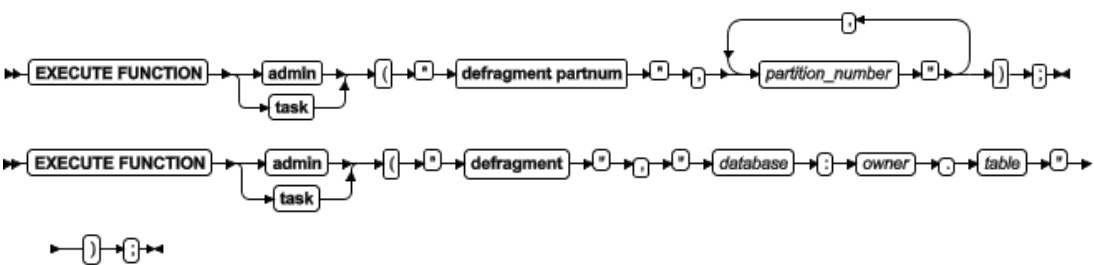 ,
EXECUTE FUNCTION admin ( " defragment partnum " , partition_number " ) ;
task
EXECUTE FUNCTION admin ( " defragment " , " database : owner . table "
task
) ;